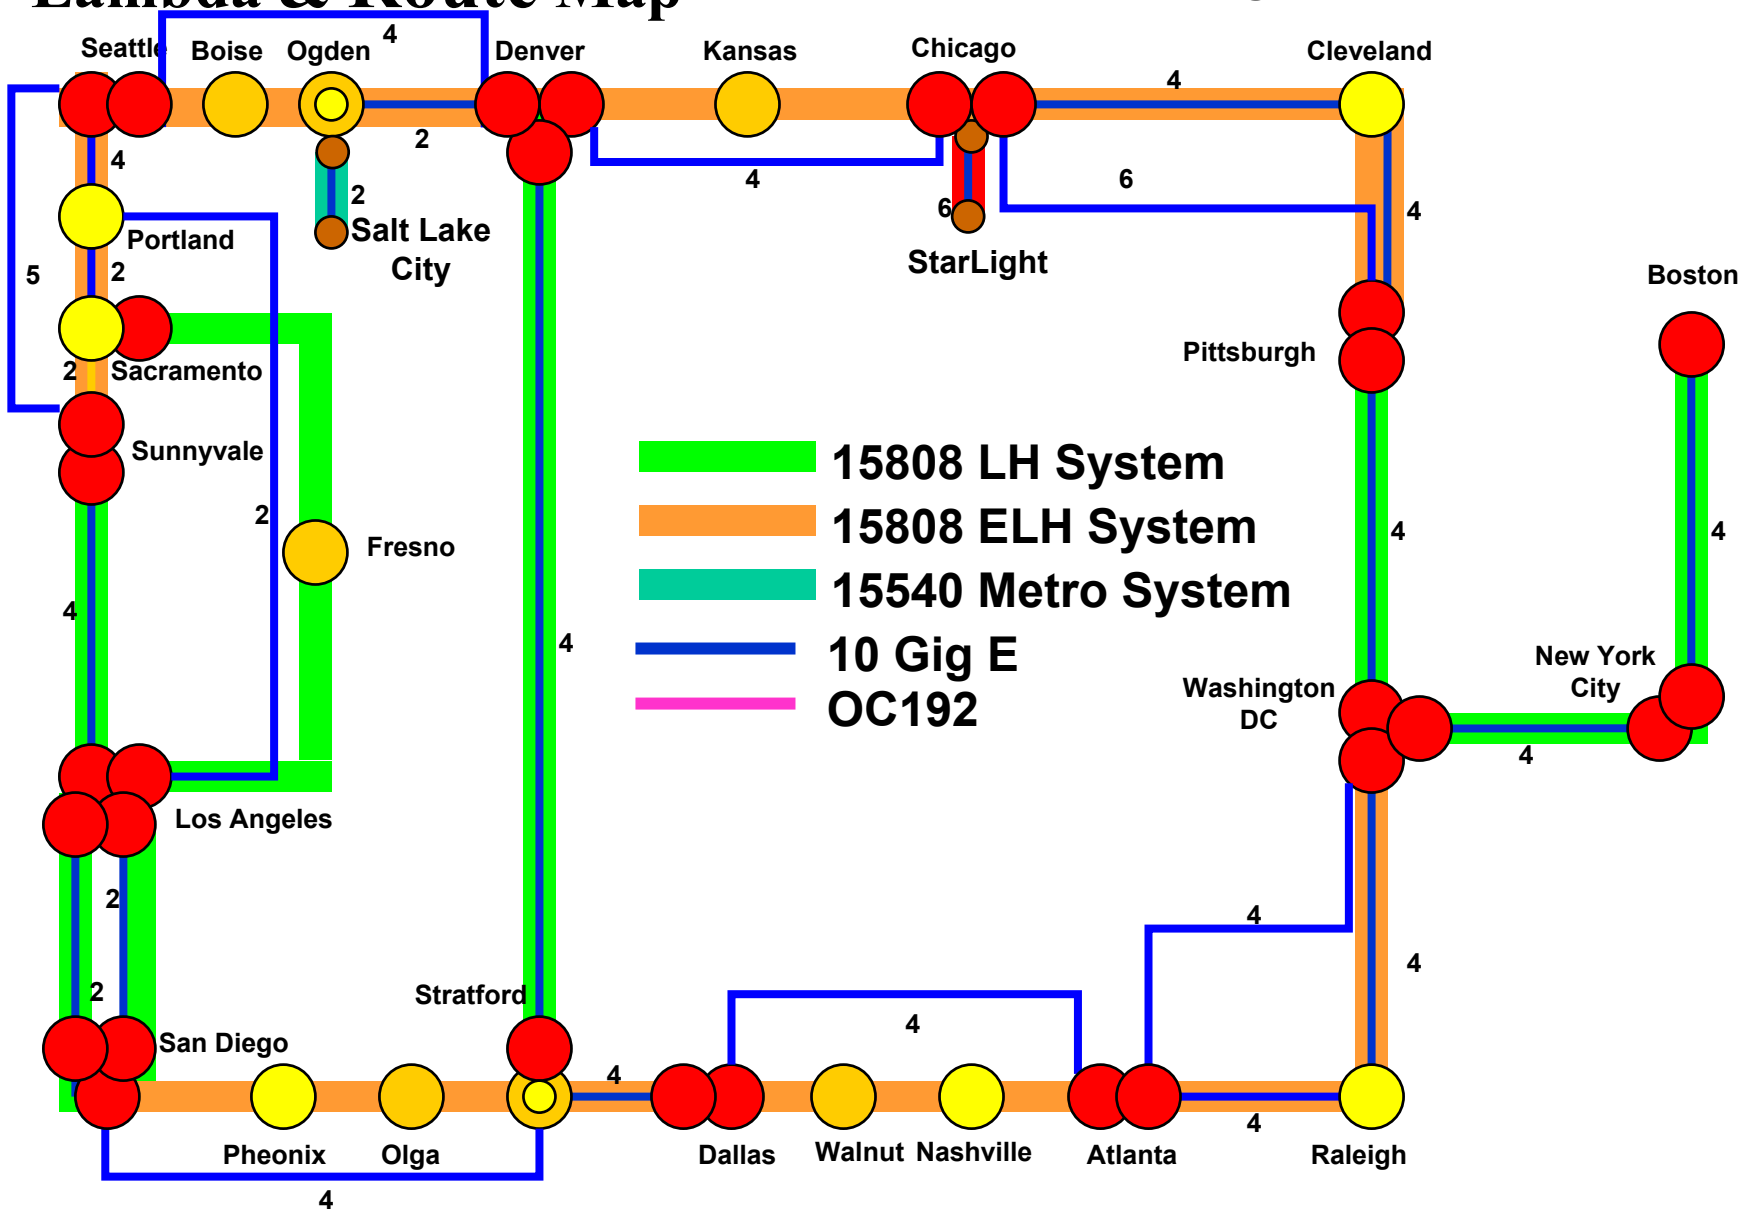 Lambda & Route Map
4
Seattle
Boise
Ogden
Denver
Kansas
Chicago
Cleveland
4
2
4
2
4
6
6
4
Salt Lake
City
StarLight
Portland
5
2
Boston
Pittsburgh
2
Sacramento
Sunnyvale
15808 LH System
2
Fresno
15808 ELH System
4
4
15540 Metro System
4
4
10 Gig E
New York
City
Washington
DC
OC192
4
Los Angeles
2
4
2
4
Stratford
4
San Diego
4
4
Pheonix
Olga
Dallas
Walnut
Nashville
Atlanta
Raleigh
4